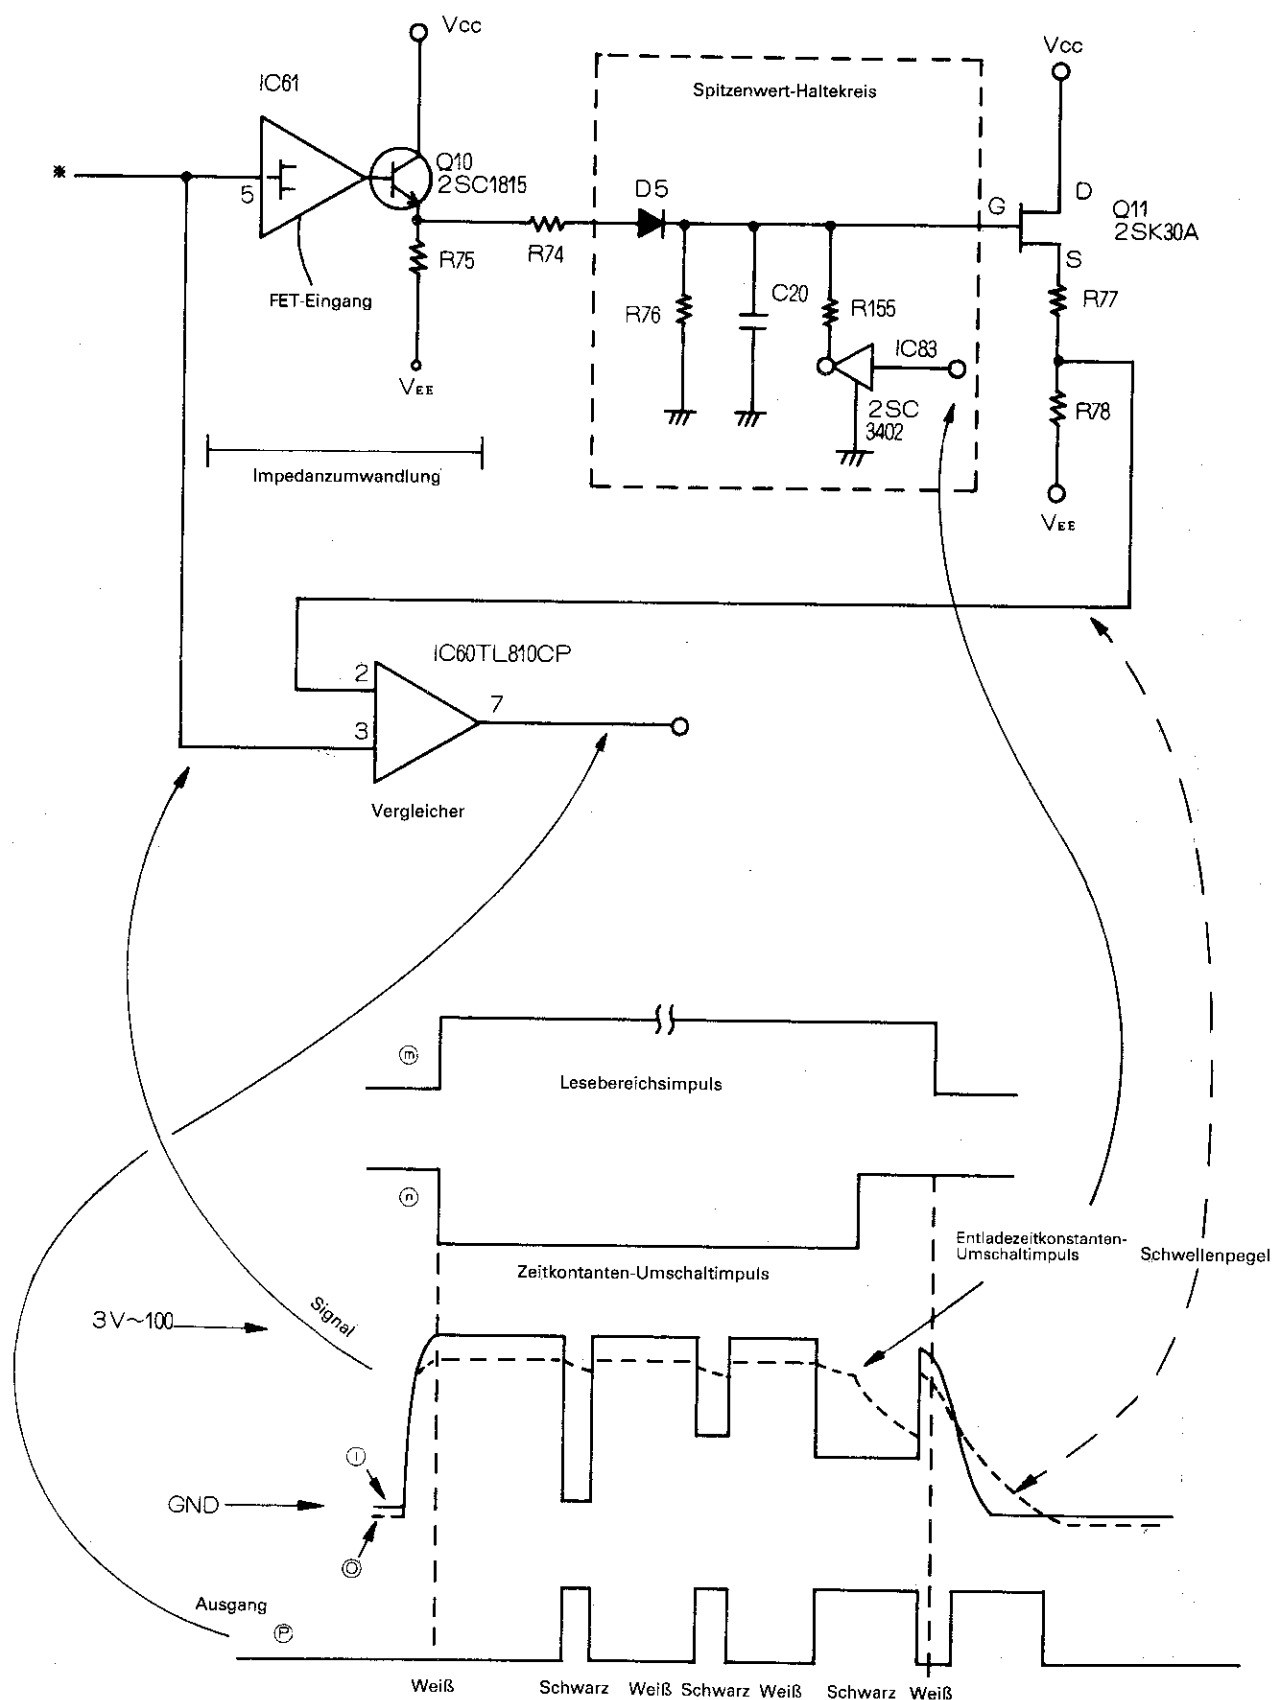 Vcc
IC61
Spitzenwert-Haltekreis
Vcc
*
5
Q10
2SC1815
D5
G
D
Q11
2SK30A
S
R75
R74
FET-Eingang
R76
C20
R155
R77
IC83
VEE
2SC
3402
R78
Impedanzumwandlung
VEE
IC60TL810CP
2
7
3
Vergleicher
m
Lesebereichsimpuls
n
Entladezeitkonstanten-
Umschaltimpuls
Schwellenpegel
Zeitkontanten-Umschaltimpuls
Signal
3V~100
I
GND
O
Ausgang
P
Weiß Schwarz Weiß Schwarz Weiß Schwarz Weiß